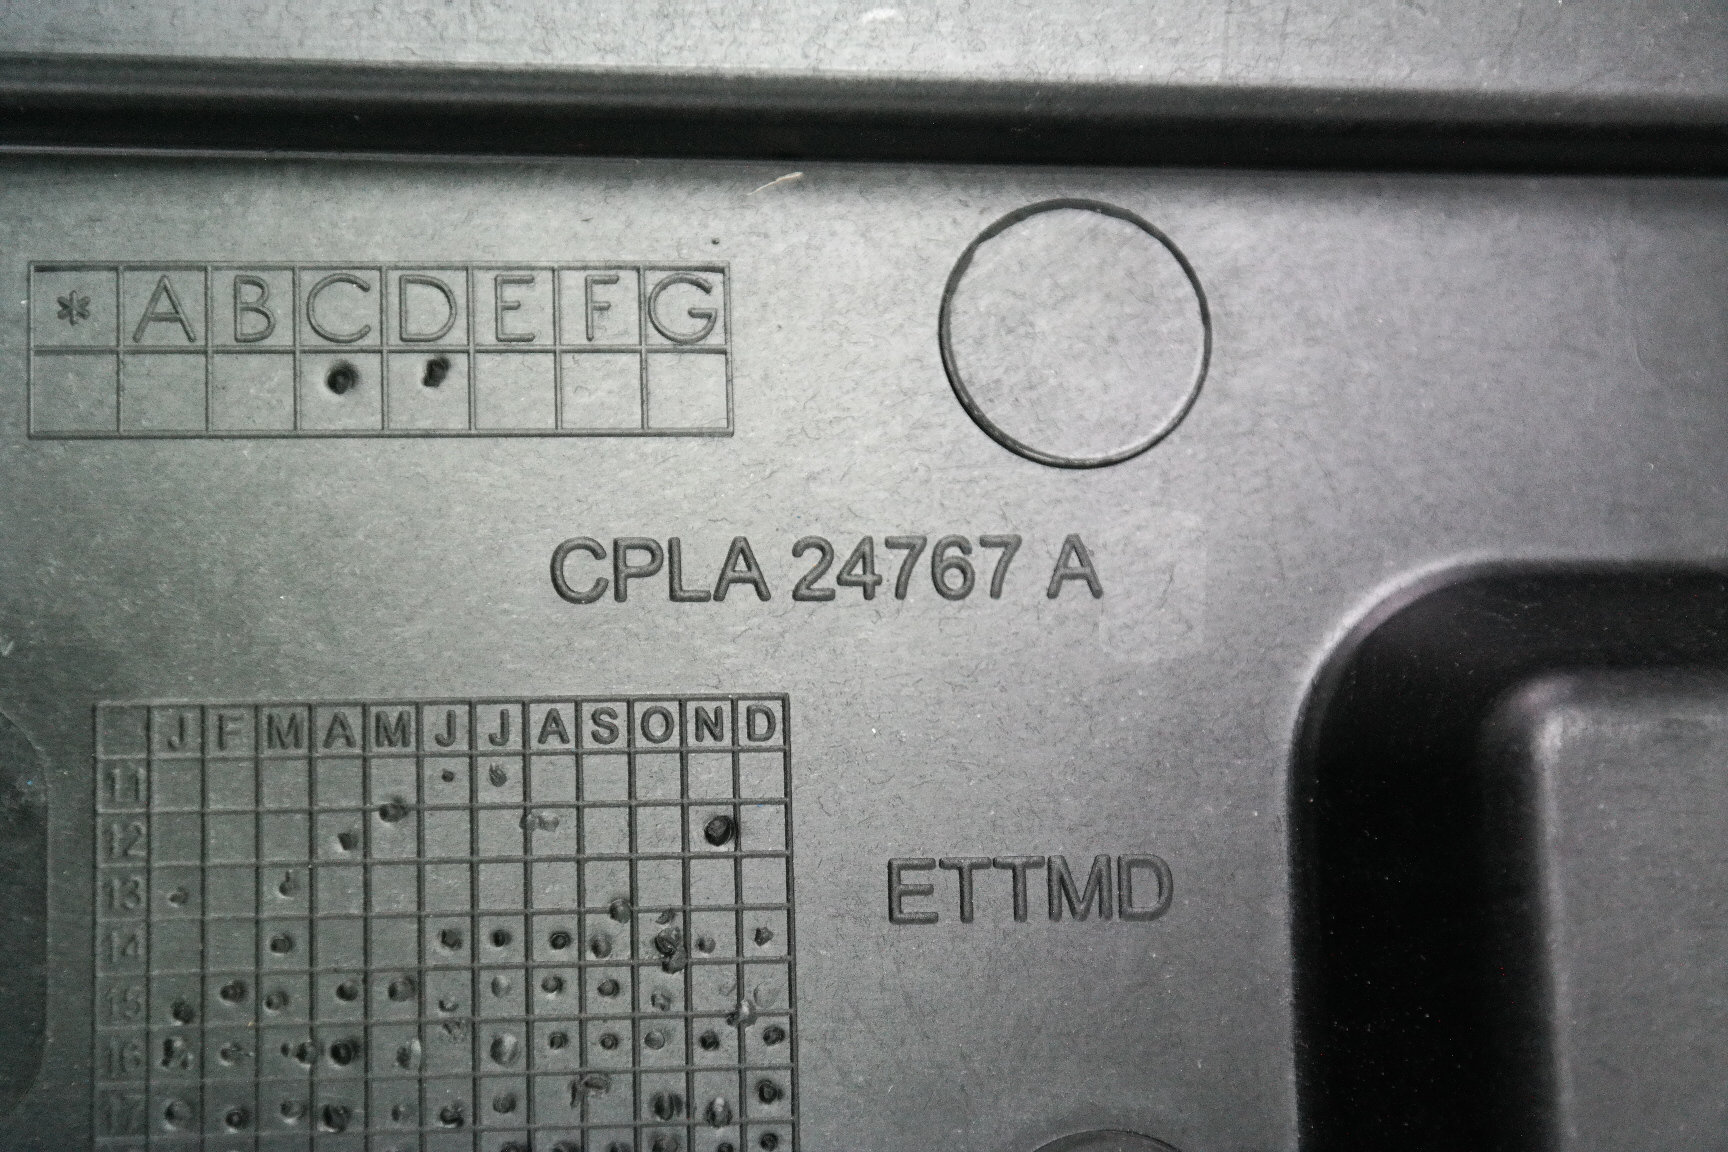 * A B C D E F G
CPLA 24767 A
J F M A M J J A S O N D
11
12
13
ETTMD
14
15
16
17